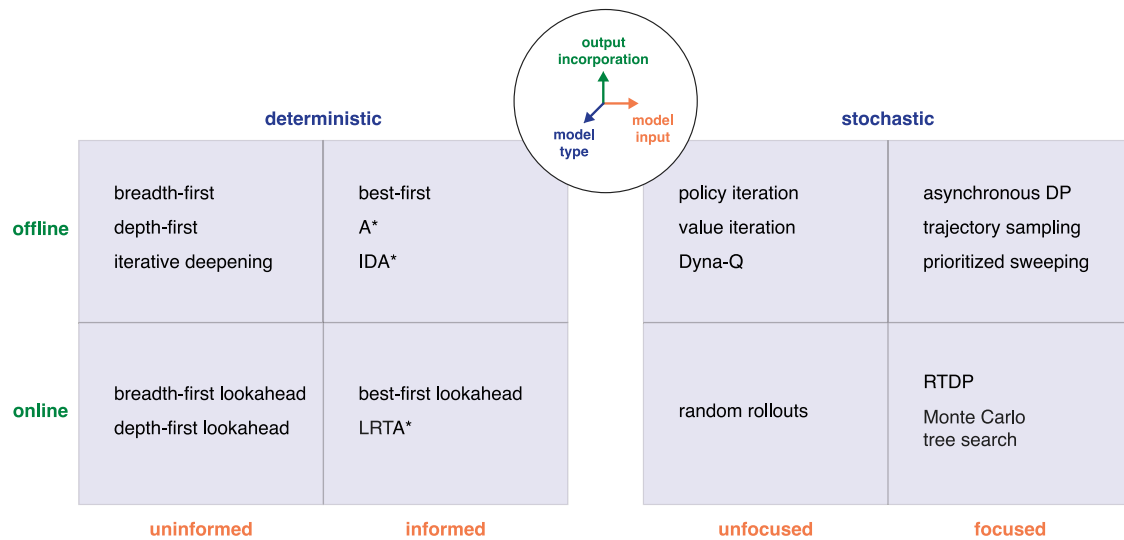 output
incorporation
model
input
model
type
deterministic
stochastic
offline
breadth-first
depth-first
iterative deepening
best-first
A*
IDA*
policy iteration
value iteration
Dyna-Q
asynchronous DP
trajectory sampling
prioritized sweeping
online
breadth-first lookahead
depth-first lookahead
best-first lookahead
LRTA*
random rollouts
RTDP
Monte Carlo
tree search
uninformed
informed
unfocused
focused